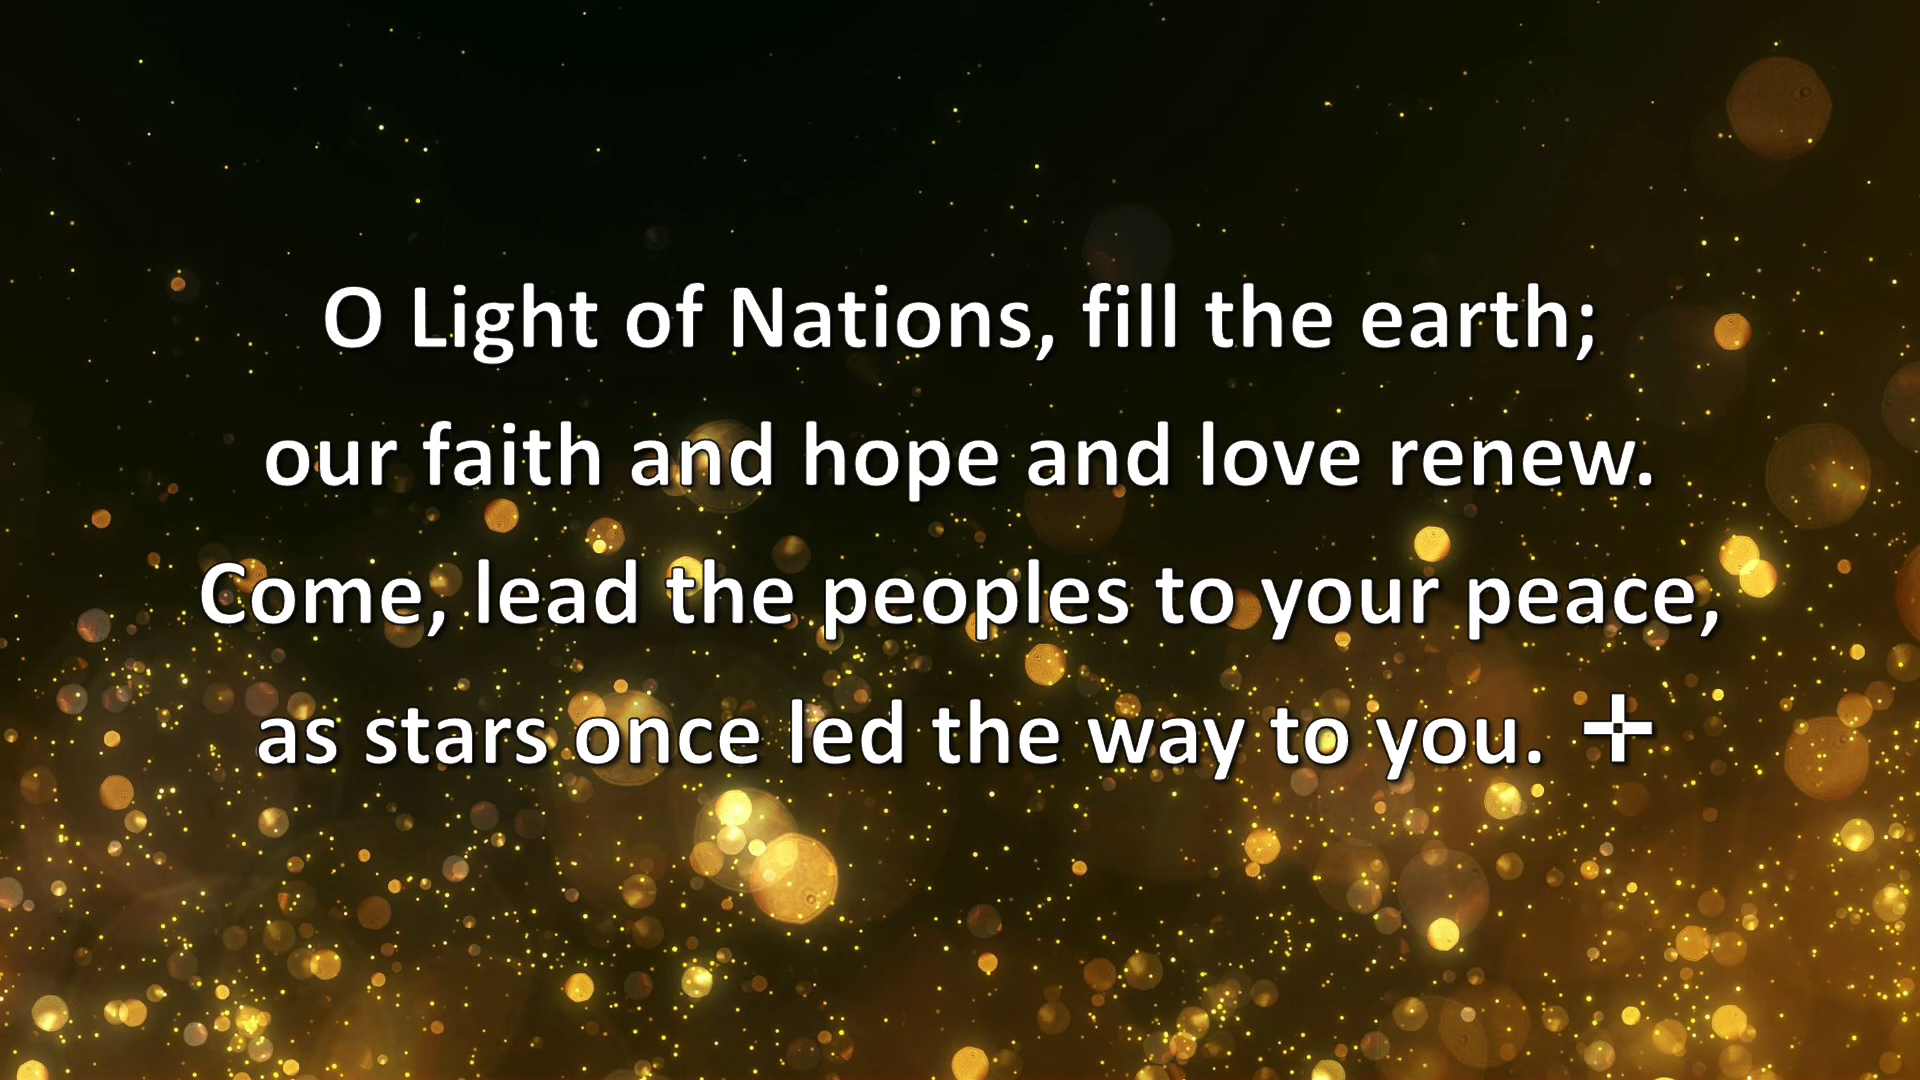 O Light of Nations, fill the earth;
our faith and hope and love renew.
Come, lead the peoples to your peace,
as stars once led the way to you. ✛